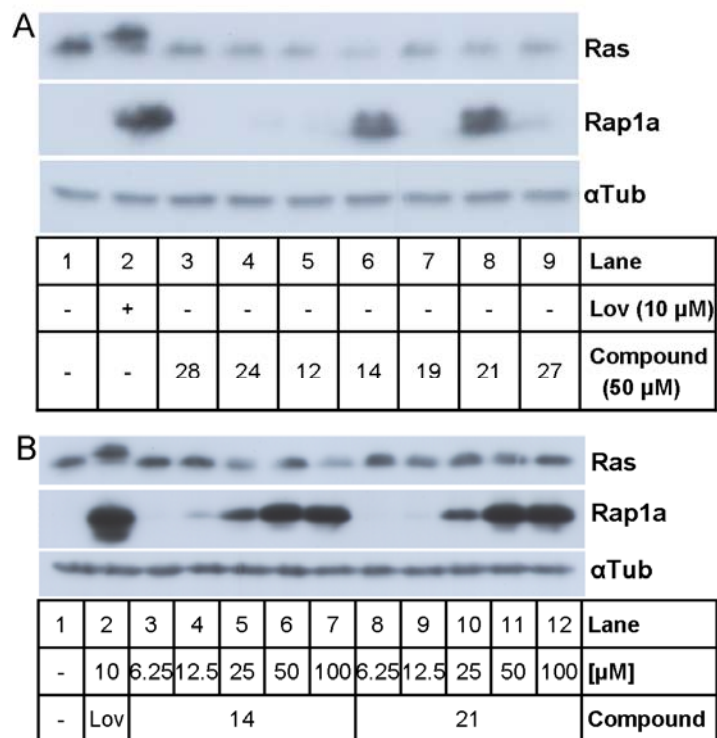 A
Ras
Rap1a
αTub
1 2 3 4 5 6 7 8 9 Lane
- + - - - - - - - Lov (10 µM)
- - 28 24 12 14 19 21 27 Compound
(50 µM)
B
Ras
Rap1a
αTub
1 2 3 4 5 6 7 8 9 10 11 12 Lane
- 10 6.25 12.5 25 50 100 6.25 12.5 25 50 100 [µM]
- Lov 14 21 Compound